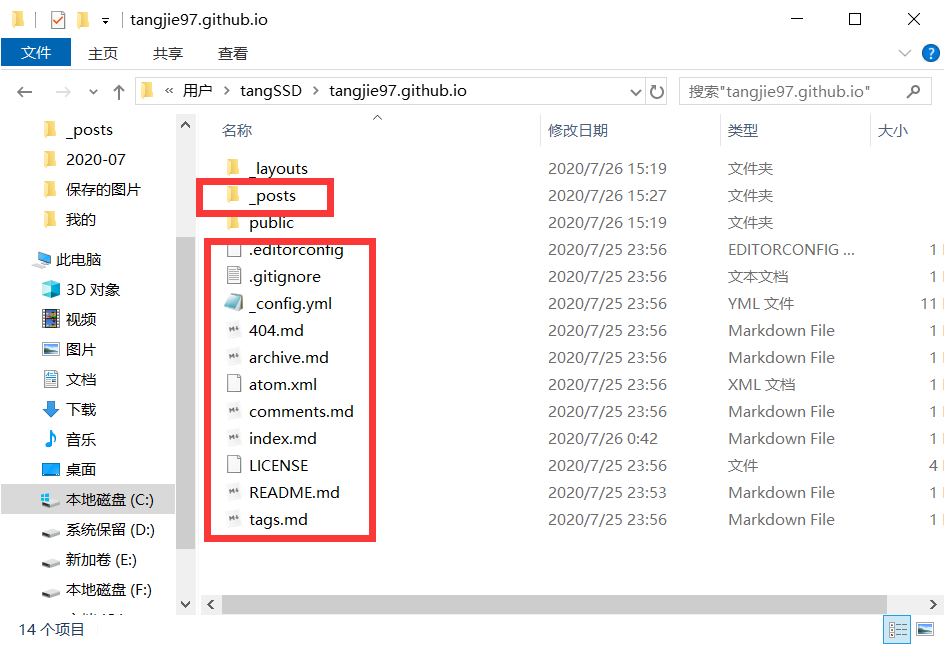 tangjie97.github.io
文件 主页 共享 查看
« 用户 › tangSSD › tangjie97.github.io 搜索"tangjie97.github.io"
_posts
2020-07
保存的图片
我的
此电脑
3D 对象
视频
图片
文档
下载
音乐
桌面
本地磁盘 (C:)
系统保留 (D:)
新加卷 (E:)
本地磁盘 (F:)
名称 修改日期 类型 大小
_layouts 2020/7/26 15:19 文件夹
_posts 2020/7/26 15:27 文件夹
public 2020/7/26 15:19 文件夹
.editorconfig 2020/7/25 23:56 EDITORCONFIG ... 1
.gitignore 2020/7/25 23:56 文本文档 1
_config.yml 2020/7/25 23:56 YML 文件 11
404.md 2020/7/25 23:56 Markdown File 1
archive.md 2020/7/25 23:56 Markdown File 1
atom.xml 2020/7/25 23:56 XML 文档 1
comments.md 2020/7/25 23:56 Markdown File 1
index.md 2020/7/26 0:42 Markdown File 1
LICENSE 2020/7/25 23:56 文件 4
README.md 2020/7/25 23:53 Markdown File 1
tags.md 2020/7/25 23:56 Markdown File 1
14 个项目